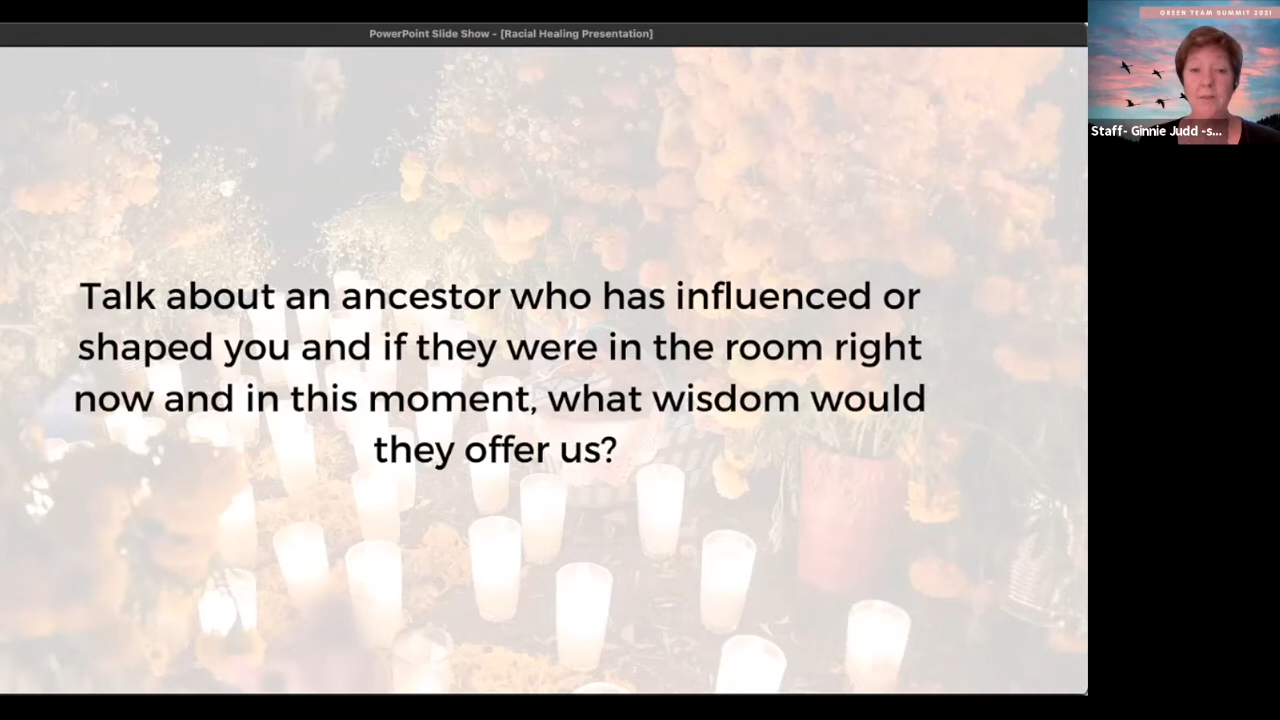 PowerPoint Slide Show - [Racial Healing Presentation]
GREEN TEAM SUMMIT 2021
Staff- Ginnie Judd -s...
Talk about an ancestor who has influenced or
shaped you and if they were in the room right
now and in this moment, what wisdom would
they offer us?